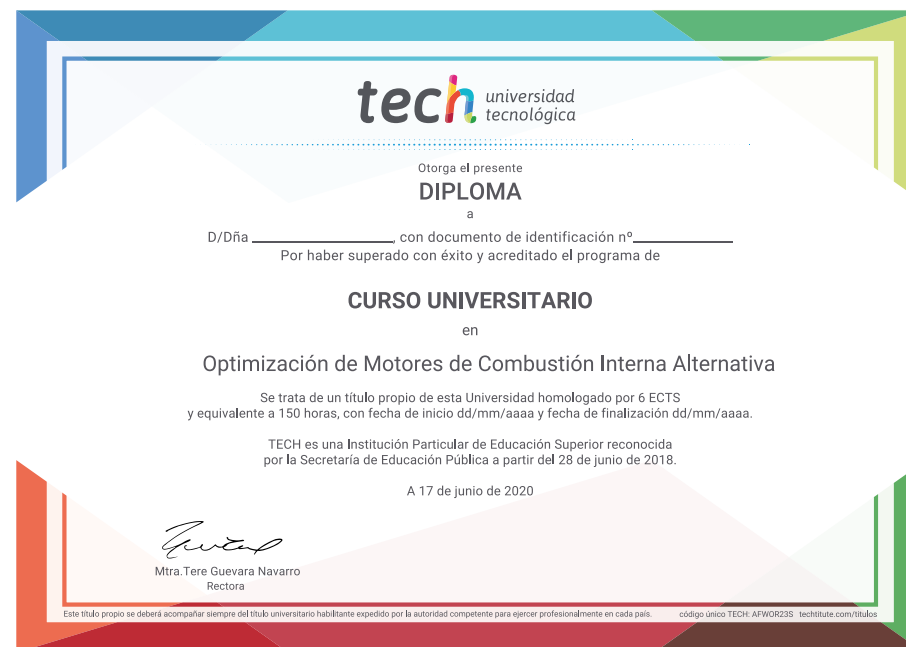 tech universidad
tecnológica
Otorga el presente
DIPLOMA
a
D/Dña ____________________, con documento de identificación nº______________
Por haber superado con éxito y acreditado el programa de
CURSO UNIVERSITARIO
en
Optimización de Motores de Combustión Interna Alternativa
Se trata de un título propio de esta Universidad homologado por 6 ECTS
y equivalente a 150 horas, con fecha de inicio dd/mm/aaaa y fecha de finalización dd/mm/aaaa.
TECH es una Institución Particular de Educación Superior reconocida
por la Secretaría de Educación Pública a partir del 28 de junio de 2018.
A 17 de junio de 2020
Mtra.Tere Guevara Navarro
Rectora
Este título propio se deberá acompañar siempre del título universitario habilitante expedido por la autoridad competente para ejercer profesionalmente en cada país. código único TECH: AFWOR23S techtitute.com/titulos